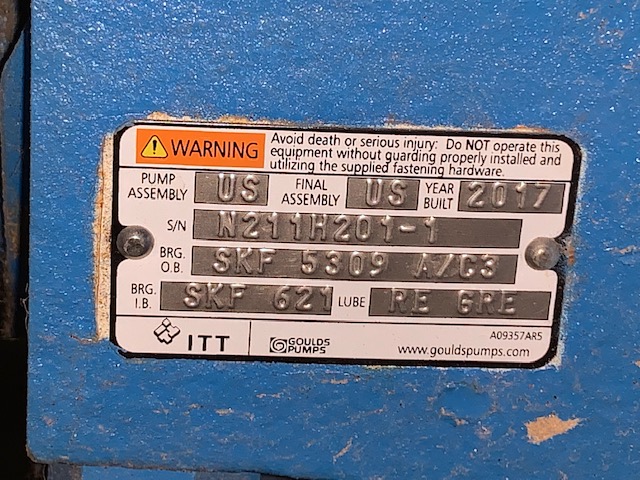 WARNING
Avoid death or serious injury: Do NOT operate this
equipment without guarding properly installed and
utilizing the supplied fastening hardware.
PUMP ASSEMBLY US FINAL ASSEMBLY US YEAR BUILT 2017
S/N N211H201-1
BRG. O.B. SKF 5309 A/C3
BRG. I.B. SKF 621 LUBE RE GRE
ITT GOULDS PUMPS www.gouldspumps.com
A09357AR5